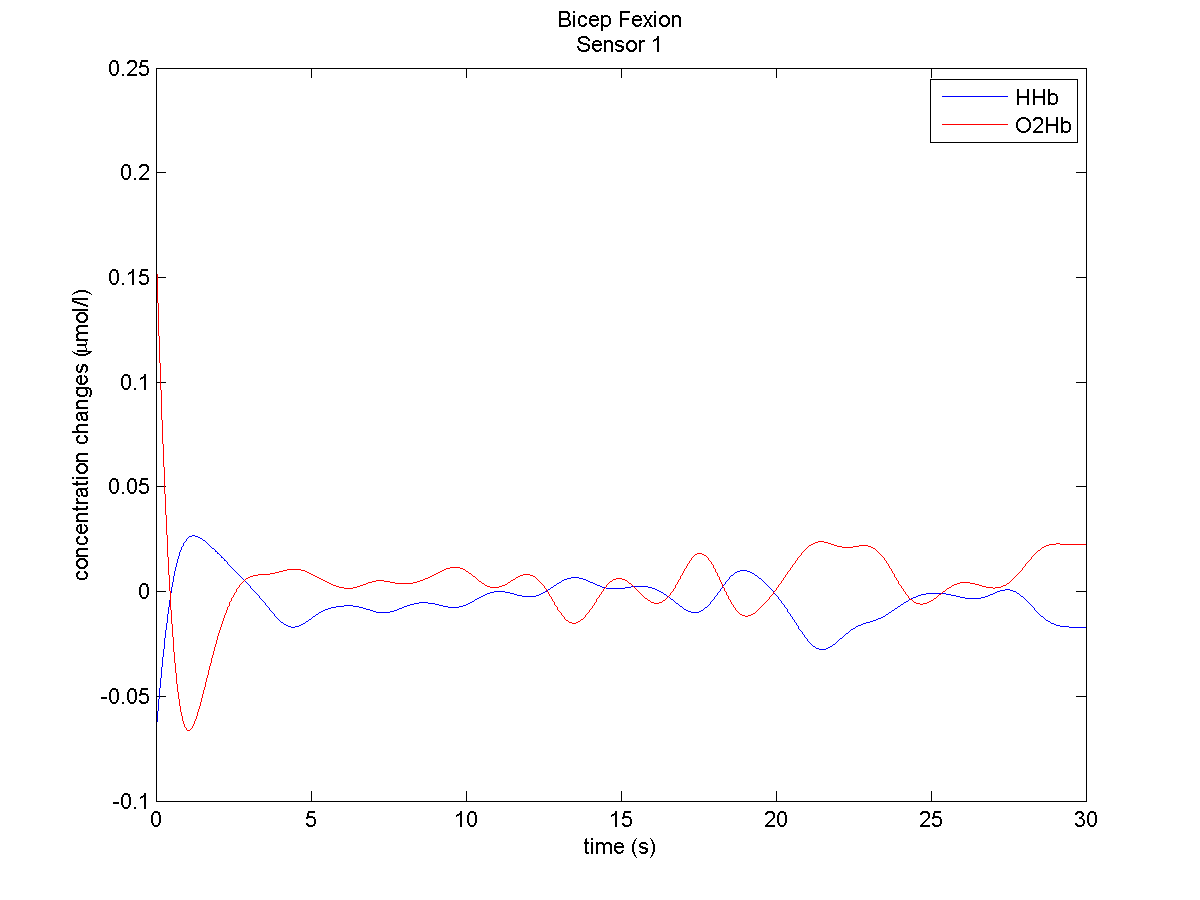 Bicep Fexion
Sensor 1
HHb
O2Hb
0.25
0.2
0.15
0.1
0.05
0
-0.05
-0.1
concentration changes (μmol/l)
0 5 10 15 20 25 30
time (s)